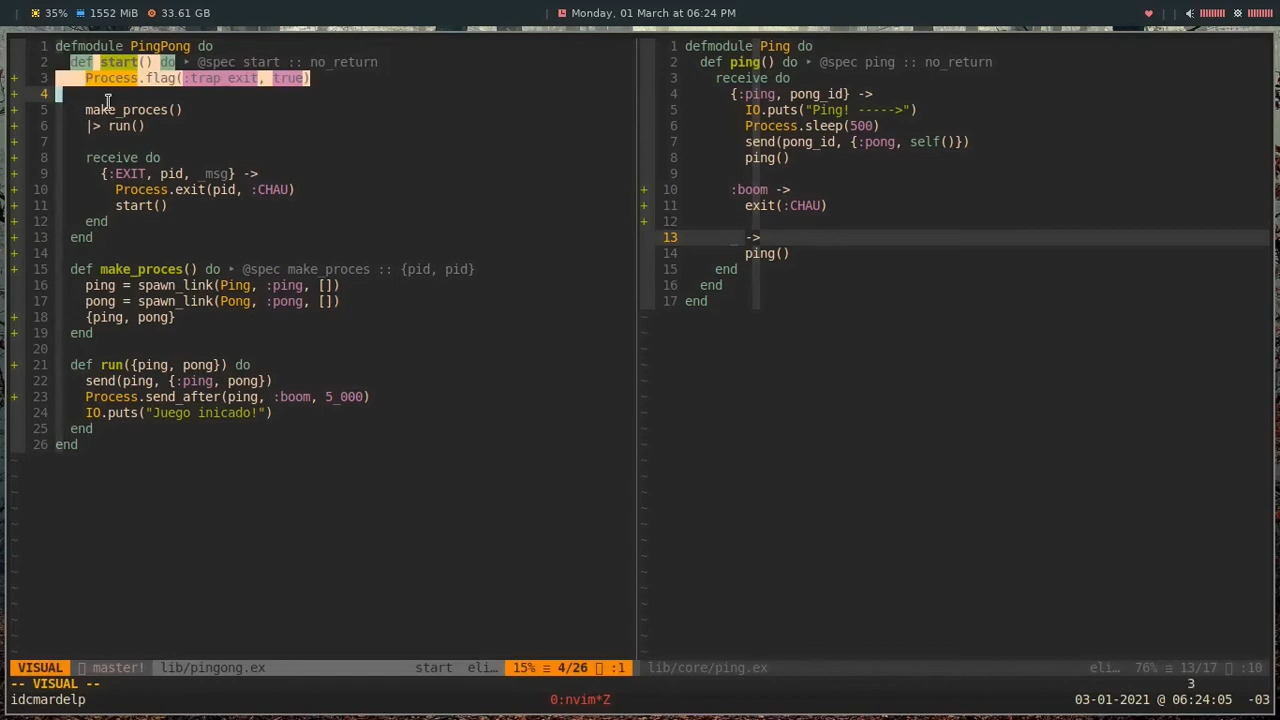 35% 1552 MiB 33.61 GB
Monday, 01 March at 06:24 PM
1 defmodule PingPong do
2 def start() do ‣ @spec start :: no_return
+ 3 Process.flag(:trap_exit, true)
+ 4
+ 5 make_proces()
+ 6 |> run()
+ 7
+ 8 receive do
+ 9 {:EXIT, pid, _msg} ->
+ 10 Process.exit(pid, :CHAU)
+ 11 start()
+ 12 end
+ 13 end
+ 14
+ 15 def make_proces() do ‣ @spec make_proces :: {pid, pid}
16 ping = spawn_link(Ping, :ping, [])
17 pong = spawn_link(Pong, :pong, [])
+ 18 {ping, pong}
+ 19 end
20
+ 21 def run({ping, pong}) do
22 send(ping, {:ping, pong})
+ 23 Process.send_after(ping, :boom, 5_000)
24 IO.puts("Juego inicado!")
25 end
26 end
~
VISUAL master! lib/pingong.ex start eli… 15% ≡ 4/26 :1
1 defmodule Ping do
2 def ping() do ‣ @spec ping :: no_return
3 receive do
4 {:ping, pong_id} ->
5 IO.puts("Ping! ----->")
6 Process.sleep(500)
7 send(pong_id, {:pong, self()})
8 ping()
9
+ 10 :boom ->
+ 11 exit(:CHAU)
+ 12
13 _ ->
14 ping()
15 end
16 end
17 end
~
lib/core/ping.ex eli… 76% ≡ 13/17 :10
-- VISUAL -- 3
idcmardelp 0:nvim*Z 03-01-2021 @ 06:24:05 -03